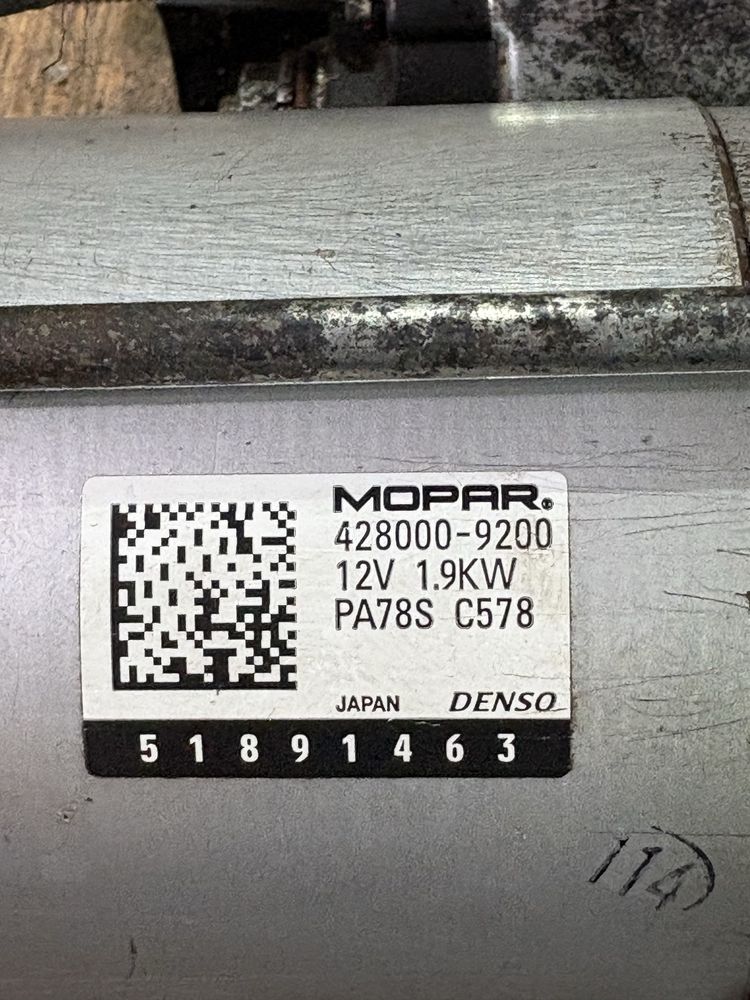 MOPAR®
428000-9200
12V 1.9KW
PA78S C578
JAPAN DENSO
51891463
114)